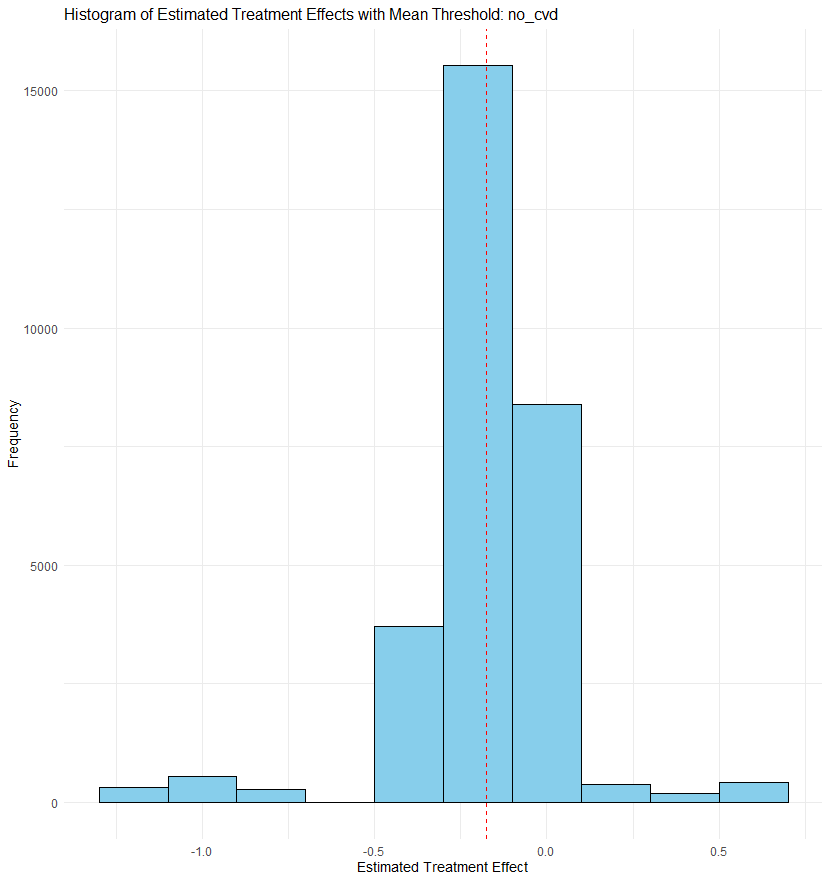 Histogram of Estimated Treatment Effects with Mean Threshold: no_cvd
15000
10000
5000
0
Frequency
-1.0
-0.5
0.0
0.5
Estimated Treatment Effect